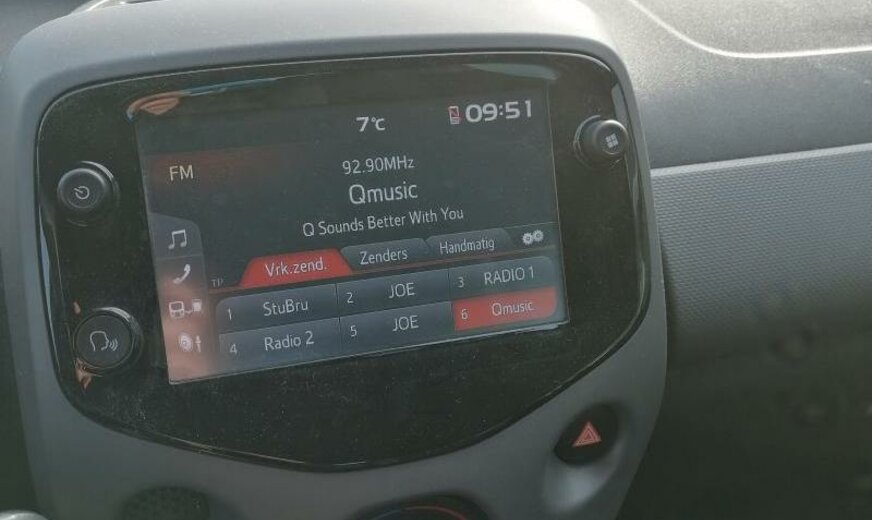 7°C
09:51
FM
92.90MHz
Qmusic
Q Sounds Better With You
TP
Vrk.zend.
Zenders
Handmatig
1 StuBru
2 JOE
3 RADIO 1
4 Radio 2
5 JOE
6 Qmusic